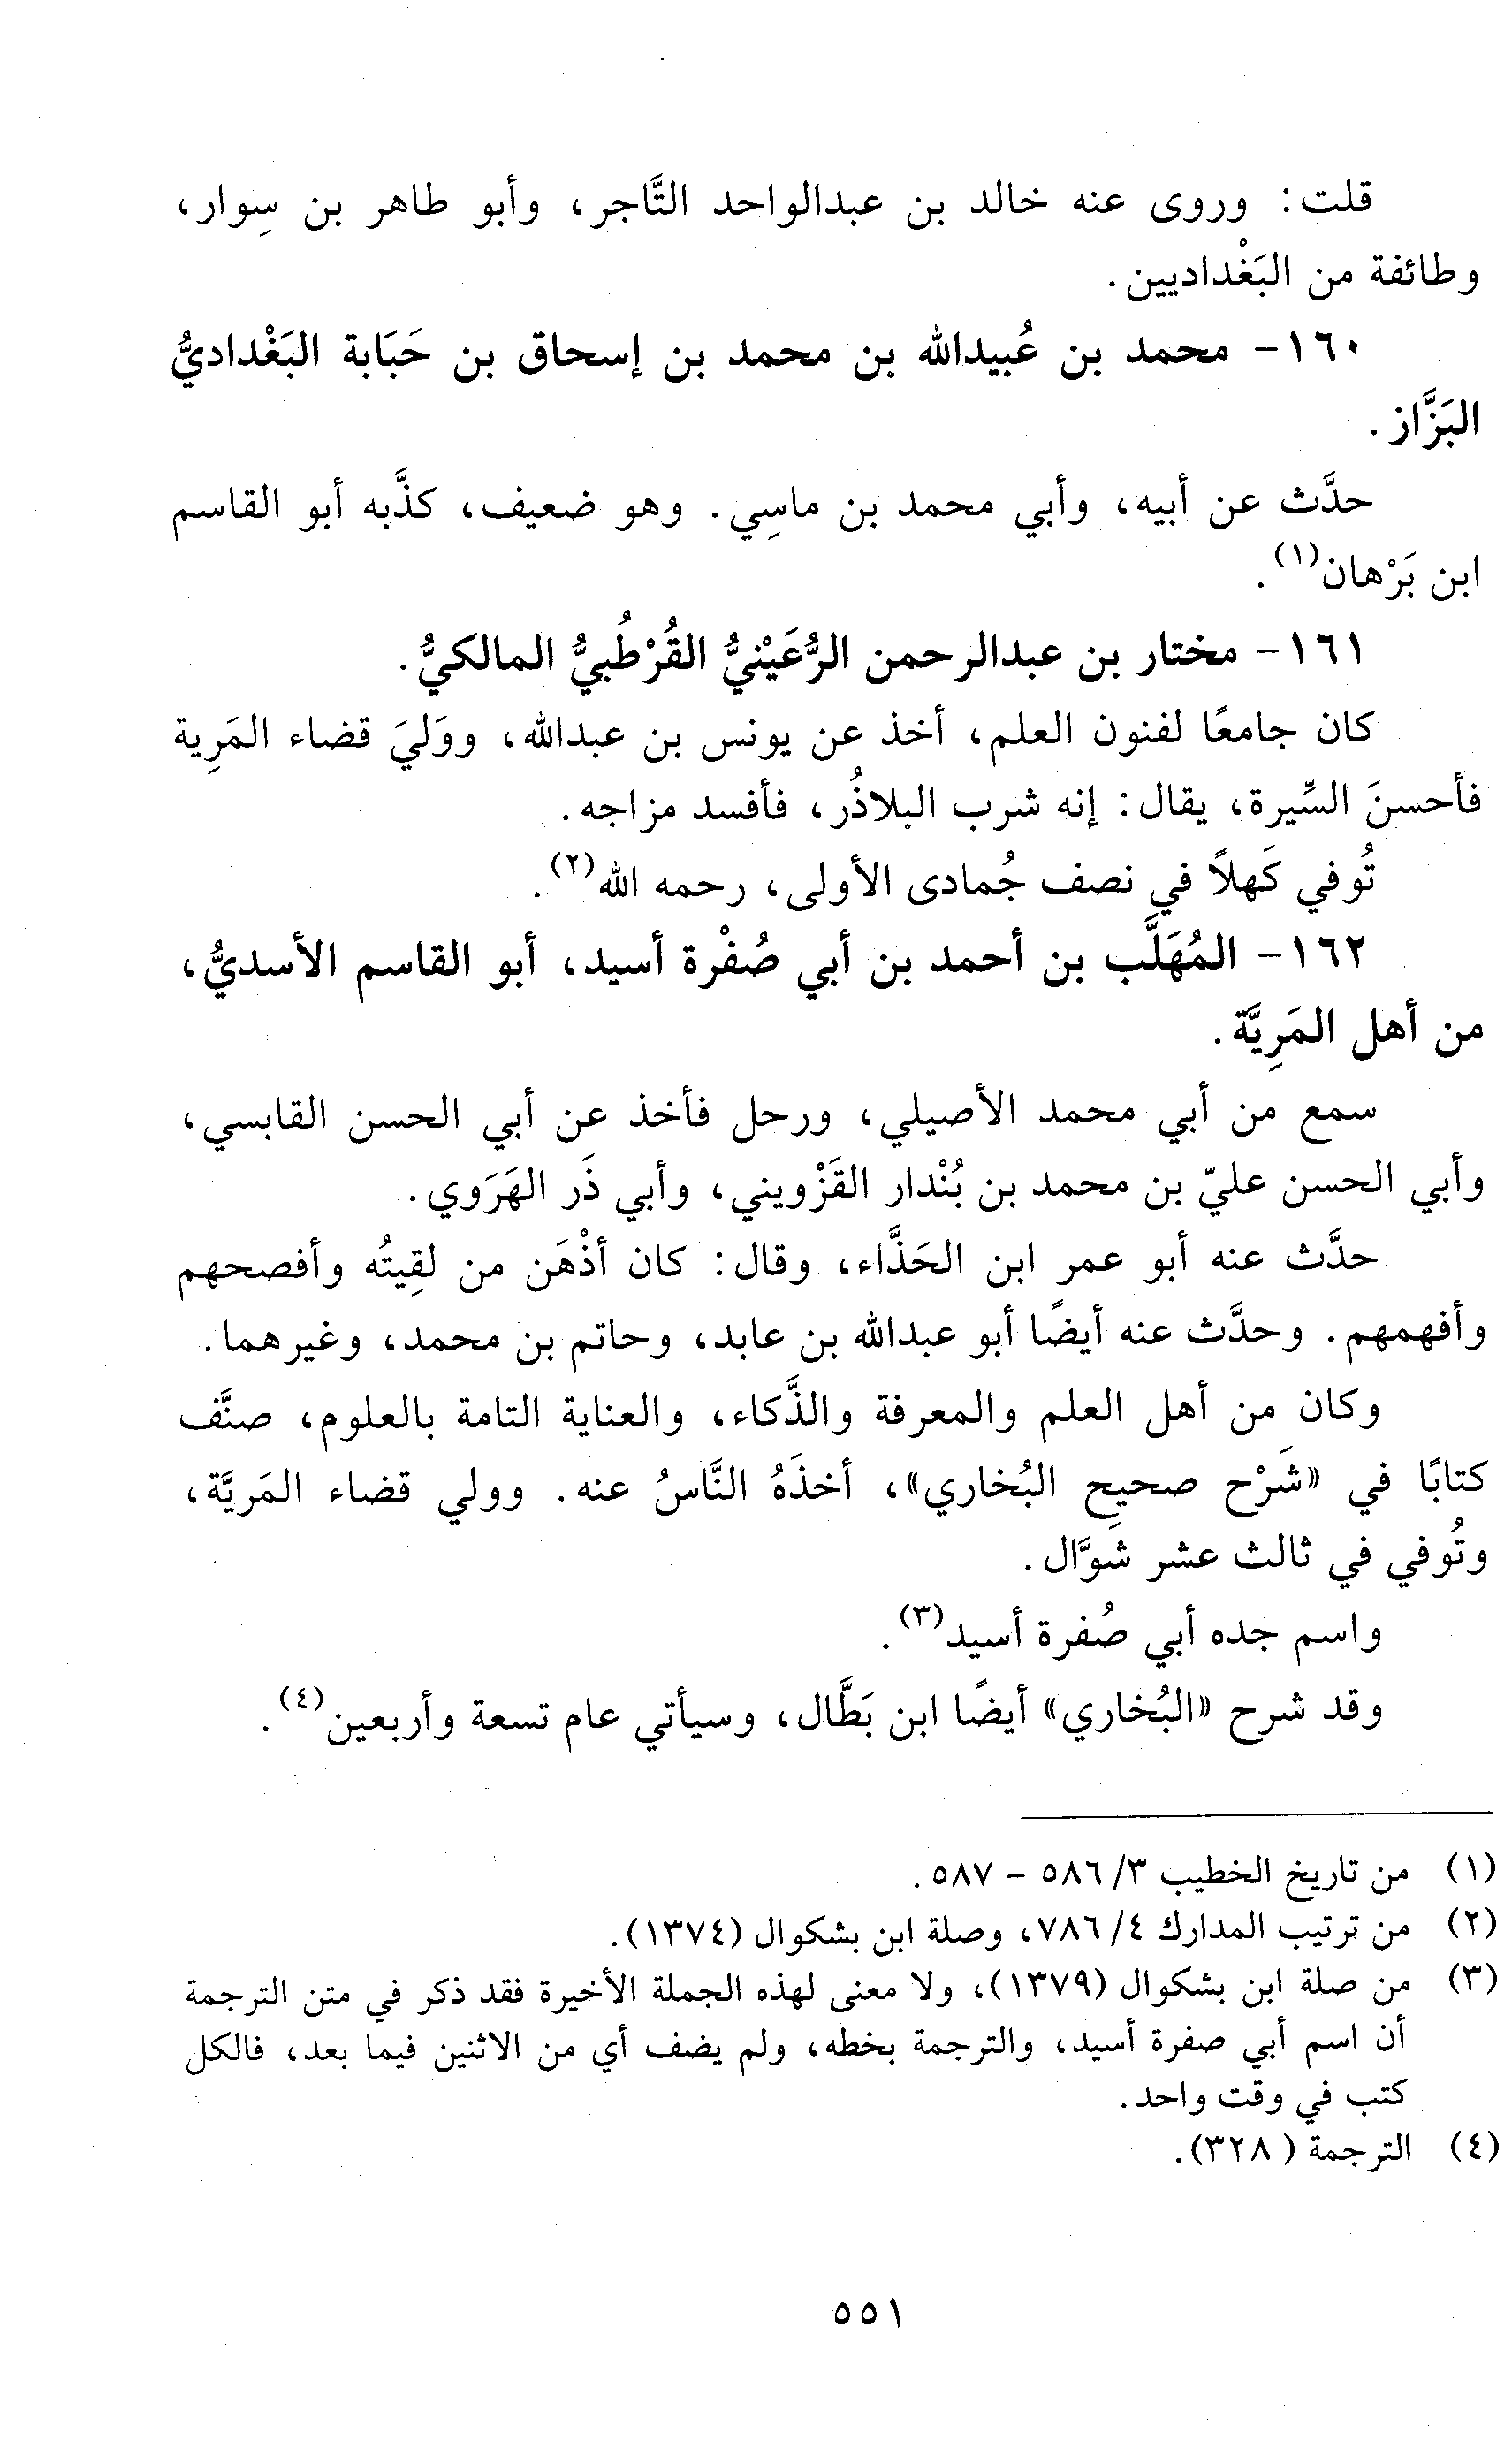 قلت: وروى عنه خالد بن عبدالواحد التَّاجر، وأبو طاهر بن سِوار،
وطائفة من البَغْداديين.
١٦٠- محمد بن عُبيدالله بن محمد بن إسحاق بن حَبَابة البَغْداديُّ
البَزَّاز.
حدَّث عن أبيه، وأبي محمد بن ماسِي. وهو ضعيف، كذَّبه أبو القاسم
ابن بَرْهان(١).
١٦١- مختار بن عبدالرحمن الرُّعَيْنيُّ القُرْطُبيُّ المالكيُّ.
كان جامعًا لفنون العلم، أخذ عن يونس بن عبدالله، ووَليَ قضاء المَرِية
فأحسنَ السِّيرة، يقال: إنه شرب البلاذُر، فأفسد مزاجه.
تُوفي كَهلاً في نصف جُمادى الأولى، رحمه الله(٢).
١٦٢- المُهَلَّب بن أحمد بن أبي صُفْرة أسيد، أبو القاسم الأسديُّ،
من أهل المَرِيَّة.
سمع من أبي محمد الأصيلي، ورحل فأخذ عن أبي الحسن القابسي،
وأبي الحسن عليّ بن محمد بن بُنْدار القَزْويني، وأبي ذَر الهَرَوي.
حدَّث عنه أبو عمر ابن الحَذَّاء، وقال: كان أذْهَن من لقِيتُه وأفصحهم
وأفهمهم. وحدَّث عنه أيضًا أبو عبدالله بن عابد، وحاتم بن محمد، وغيرهما.
وكان من أهل العلم والمعرفة والذَّكاء، والعناية التامة بالعلوم، صنَّف
كتابًا في «شَرْح صحيحِ البُخاري»، أخذَهُ النَّاسُ عنه. وولي قضاء المَريَّة،
وتُوفي في ثالث عشر شوَّال.
واسم جده أبي صُفرة أسيد(٣).
وقد شرح «البُخاري» أيضًا ابن بَطَّال، وسيأتي عام تسعة وأربعين(٤).
(١) من تاريخ الخطيب ٣/ ٥٨٦ - ٥٨٧.
(٢) من ترتيب المدارك ٤/ ٧٨٦، وصلة ابن بشكوال (١٣٧٤).
(٣) من صلة ابن بشكوال (١٣٧٩)، ولا معنى لهذه الجملة الأخيرة فقد ذكر في متن الترجمة
أن اسم أبي صفرة أسيد، والترجمة بخطه، ولم يضف أي من الاثنين فيما بعد، فالكل
كتب في وقت واحد.
(٤) الترجمة (٣٢٨).
٥٥١